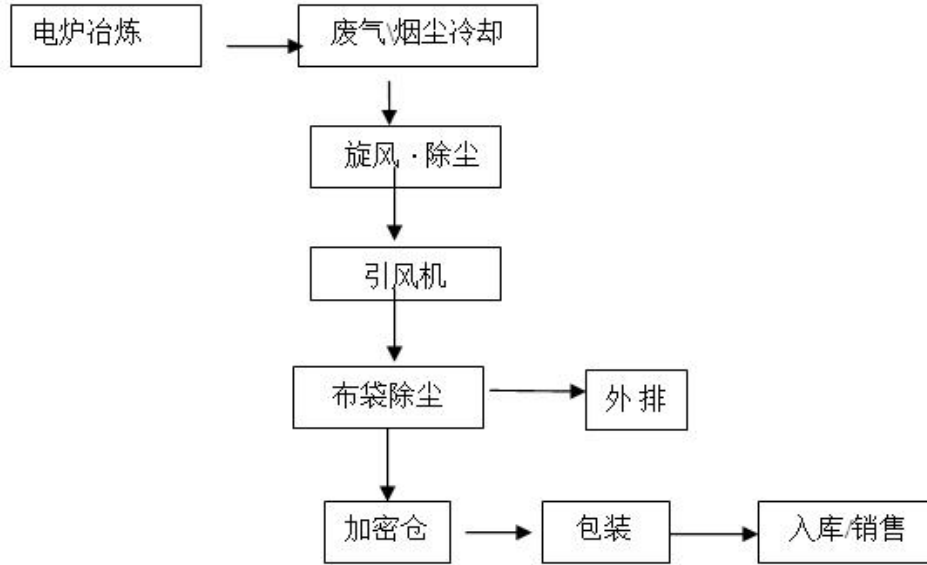 电炉冶炼
废气\烟尘冷却
旋风·除尘
引风机
布袋除尘
外 排
加密仓
包装
入库/销售